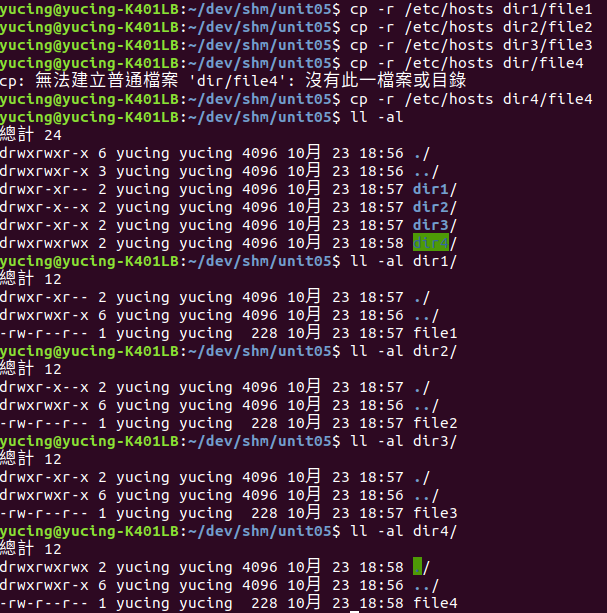 yucing@yucing-K401LB:~/dev/shm/unit05$ cp -r /etc/hosts dir1/file1
yucing@yucing-K401LB:~/dev/shm/unit05$ cp -r /etc/hosts dir2/file2
yucing@yucing-K401LB:~/dev/shm/unit05$ cp -r /etc/hosts dir3/file3
yucing@yucing-K401LB:~/dev/shm/unit05$ cp -r /etc/hosts dir/file4
cp: 無法建立普通檔案 'dir/file4': 沒有此一檔案或目錄
yucing@yucing-K401LB:~/dev/shm/unit05$ cp -r /etc/hosts dir4/file4
yucing@yucing-K401LB:~/dev/shm/unit05$ ll -al
總計 24
drwxrwxr-x 6 yucing yucing 4096 10月 23 18:56 ./
drwxrwxr-x 3 yucing yucing 4096 10月 23 18:56 ../
drwxr-xr-- 2 yucing yucing 4096 10月 23 18:57 dir1/
drwxr-x--x 2 yucing yucing 4096 10月 23 18:57 dir2/
drwxr-xr-x 2 yucing yucing 4096 10月 23 18:57 dir3/
drwxrwxrwx 2 yucing yucing 4096 10月 23 18:58 dir4/
yucing@yucing-K401LB:~/dev/shm/unit05$ ll -al dir1/
總計 12
drwxr-xr-- 2 yucing yucing 4096 10月 23 18:57 ./
drwxrwxr-x 6 yucing yucing 4096 10月 23 18:56 ../
-rw-r--r-- 1 yucing yucing  228 10月 23 18:57 file1
yucing@yucing-K401LB:~/dev/shm/unit05$ ll -al dir2/
總計 12
drwxr-x--x 2 yucing yucing 4096 10月 23 18:57 ./
drwxrwxr-x 6 yucing yucing 4096 10月 23 18:56 ../
-rw-r--r-- 1 yucing yucing  228 10月 23 18:57 file2
yucing@yucing-K401LB:~/dev/shm/unit05$ ll -al dir3/
總計 12
drwxr-xr-x 2 yucing yucing 4096 10月 23 18:57 ./
drwxrwxr-x 6 yucing yucing 4096 10月 23 18:56 ../
-rw-r--r-- 1 yucing yucing  228 10月 23 18:57 file3
yucing@yucing-K401LB:~/dev/shm/unit05$ ll -al dir4/
總計 12
drwxrwxrwx 2 yucing yucing 4096 10月 23 18:58 ./
drwxrwxr-x 6 yucing yucing 4096 10月 23 18:56 ../
-rw-r--r-- 1 yucing yucing  228 10月 23 18:58 file4